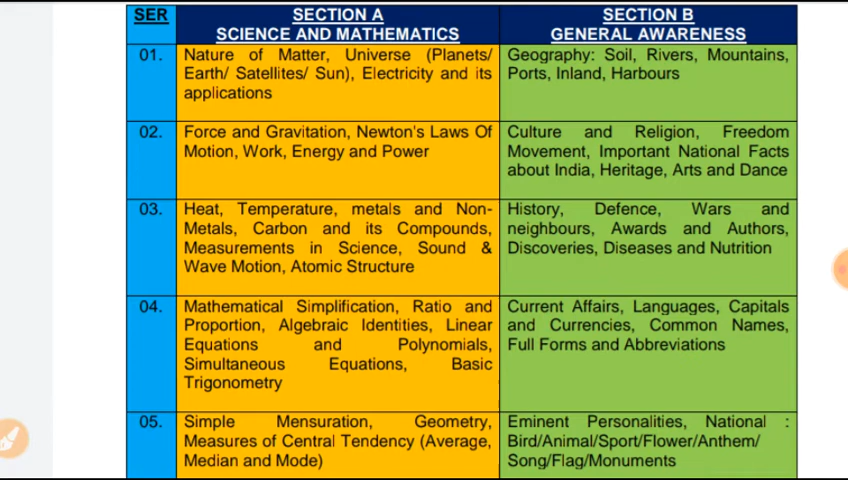 SER
SECTION A
SCIENCE AND MATHEMATICS
SECTION B
GENERAL AWARENESS
01.
Nature of Matter, Universe (Planets/
Earth/ Satellites/ Sun), Electricity and its
applications
Geography: Soil, Rivers, Mountains,
Ports, Inland, Harbours
02.
Force and Gravitation, Newton's Laws Of
Motion, Work, Energy and Power
Culture and Religion, Freedom
Movement, Important National Facts
about India, Heritage, Arts and Dance
03.
Heat, Temperature, metals and Non-
Metals, Carbon and its Compounds,
Measurements in Science, Sound &
Wave Motion, Atomic Structure
History, Defence, Wars and
neighbours, Awards and Authors,
Discoveries, Diseases and Nutrition
04.
Mathematical Simplification, Ratio and
Proportion, Algebraic Identities, Linear
Equations and Polynomials,
Simultaneous Equations, Basic
Trigonometry
Current Affairs, Languages, Capitals
and Currencies, Common Names,
Full Forms and Abbreviations
05.
Simple Mensuration, Geometry,
Measures of Central Tendency (Average,
Median and Mode)
Eminent Personalities, National :
Bird/Animal/Sport/Flower/Anthem/
Song/Flag/Monuments